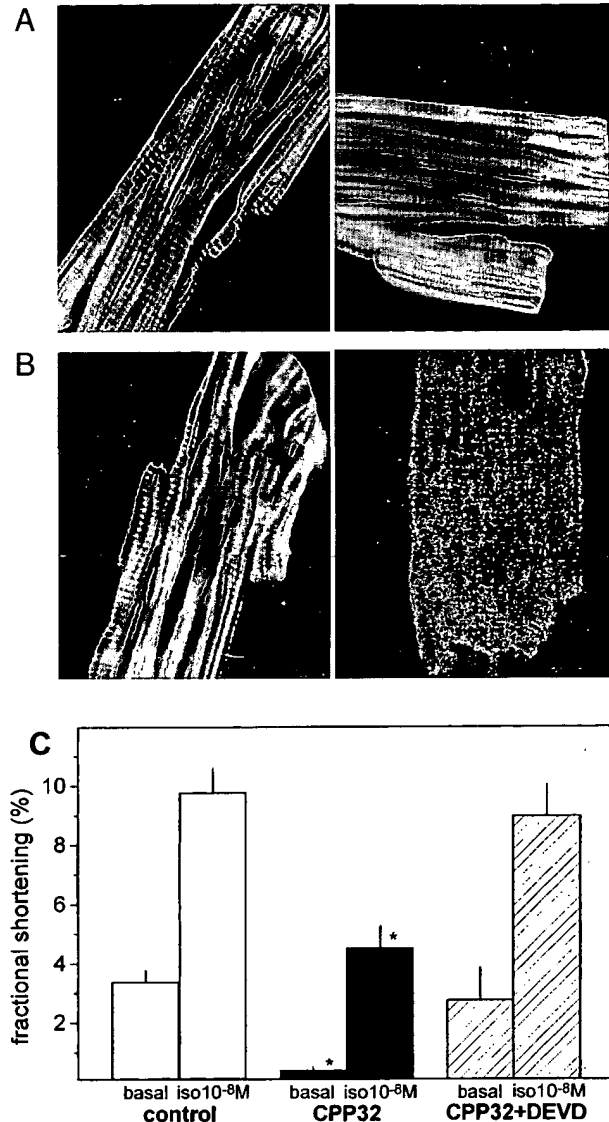 A
B
C
fractional shortening (%)
10
8
6
4
2
basal iso10-8M basal iso10-8M basal iso10-8M
control CPP32 CPP32+DEVD
* *